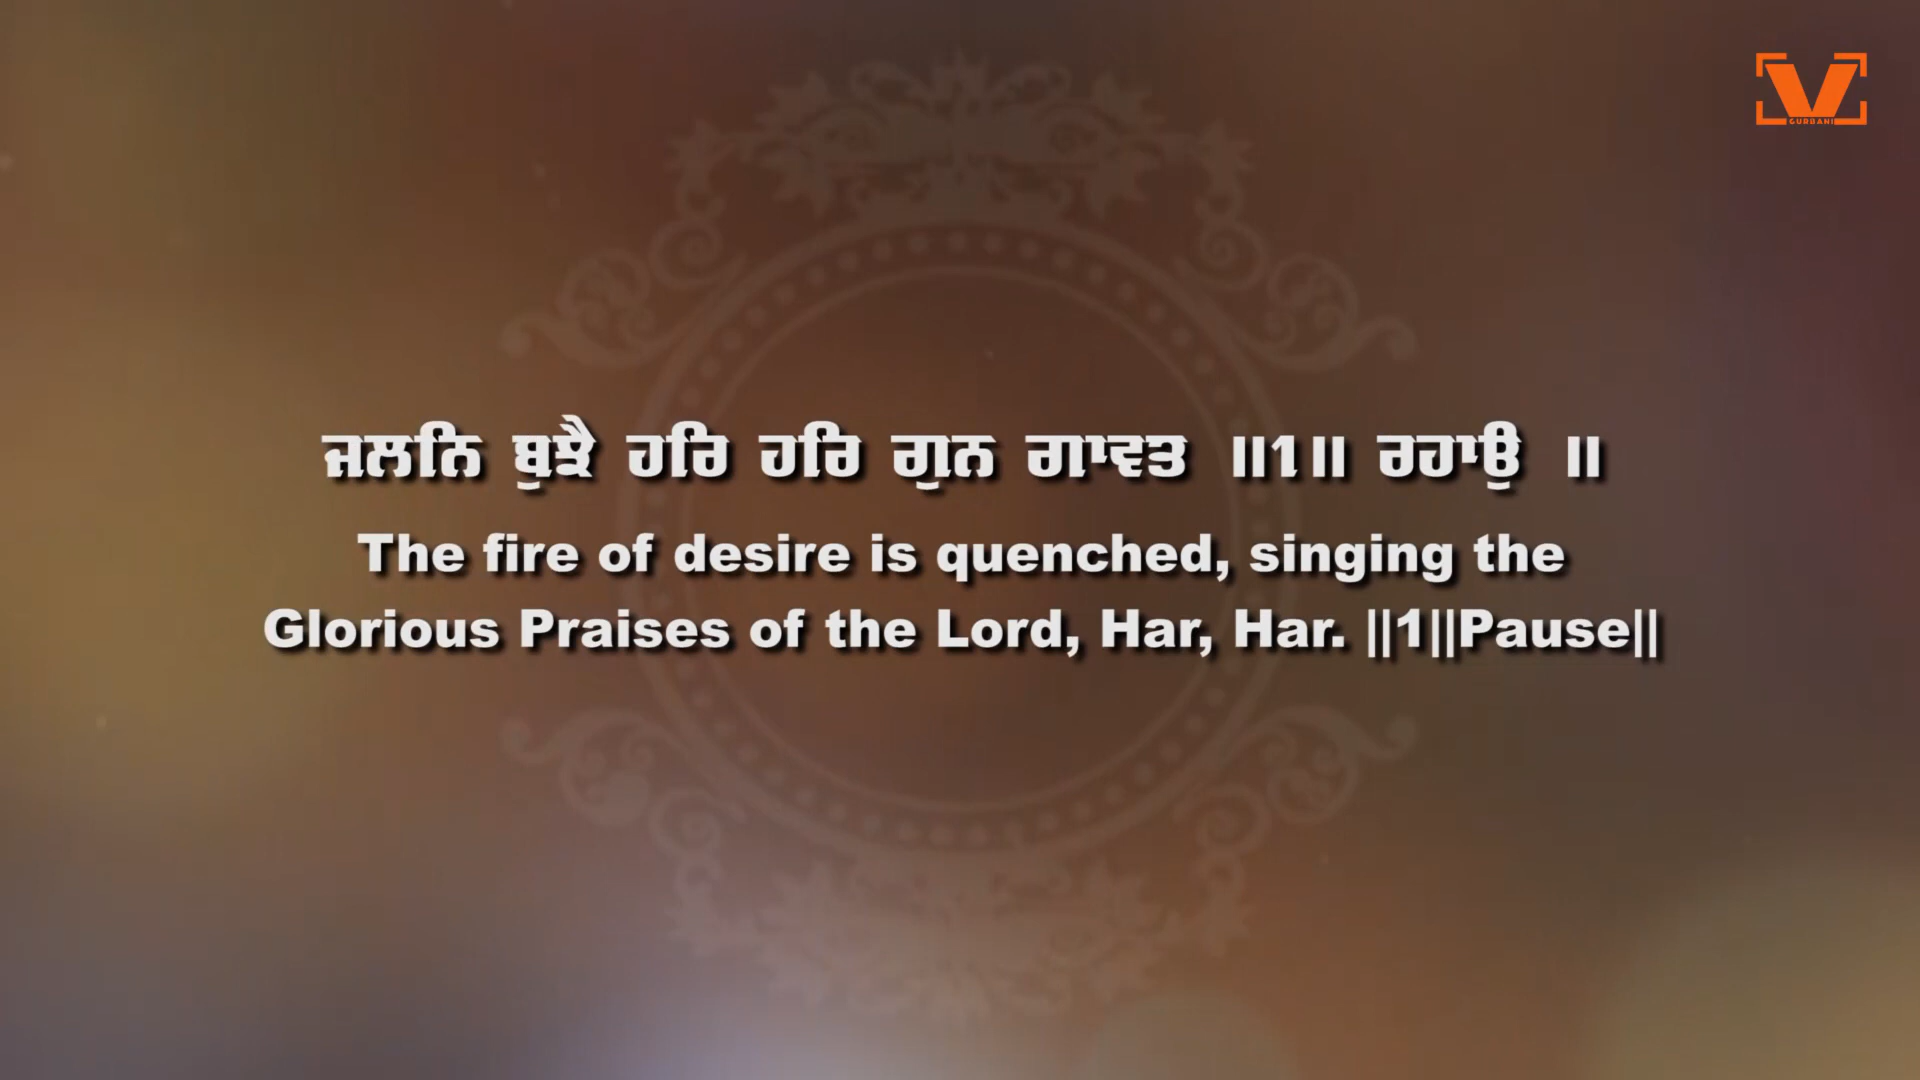 GURBANI
ਜਲਨਿ ਬੁਝੈ ਹਰਿ ਹਰਿ ਗੁਨ ਗਾਵਤ ॥1॥ ਰਹਾਉ ॥
The fire of desire is quenched, singing the
Glorious Praises of the Lord, Har, Har. ||1||Pause||